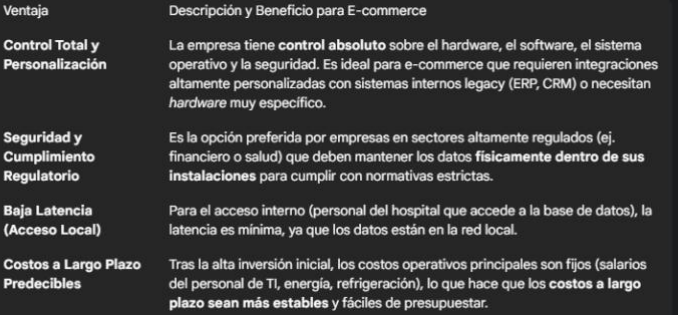 Ventaja Descripción y Beneficio para E-commerce
Control Total y Personalización
La empresa tiene control absoluto sobre el hardware, el software, el sistema
operativo y la seguridad. Es ideal para e-commerce que requieren integraciones
altamente personalizadas con sistemas internos legacy (ERP, CRM) o necesitan
hardware muy específico.
Seguridad y
Cumplimiento
Regulatorio
Es la opción preferida por empresas en sectores altamente regulados (ej.
financiero o salud) que deben mantener los datos físicamente dentro de sus
instalaciones para cumplir con normativas estrictas.
Baja Latencia
(Acceso Local)
Para el acceso interno (personal del hospital que accede a la base de datos), la
latencia es mínima, ya que los datos están en la red local.
Costos a Largo Plazo
Predecibles
Tras la alta inversión inicial, los costos operativos principales son fijos (salarios
del personal de TI, energía, refrigeración), lo que hace que los costos a largo
plazo sean más estables y fáciles de presupuestar.